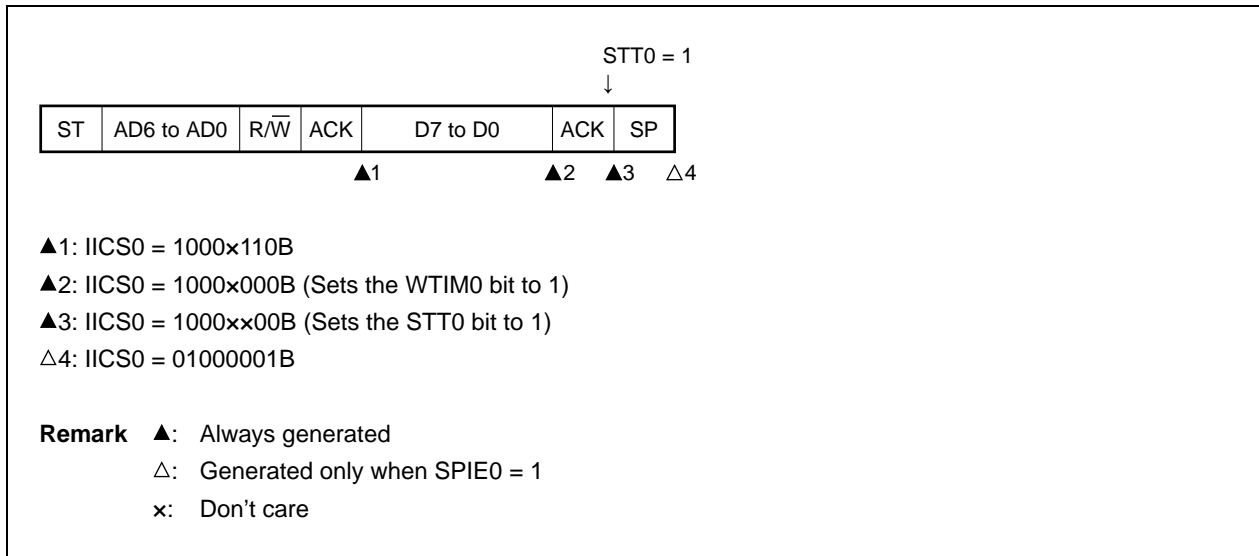 STT0 = 1
↓
ST AD6 to AD0 R/W̅ ACK D7 to D0 ACK SP
▲1 ▲2 ▲3 △4
▲1: IICS0 = 1000×110B
▲2: IICS0 = 1000×000B (Sets the WTIM0 bit to 1)
▲3: IICS0 = 1000××00B (Sets the STT0 bit to 1)
△4: IICS0 = 01000001B
Remark ▲: Always generated
△: Generated only when SPIE0 = 1
×: Don't care